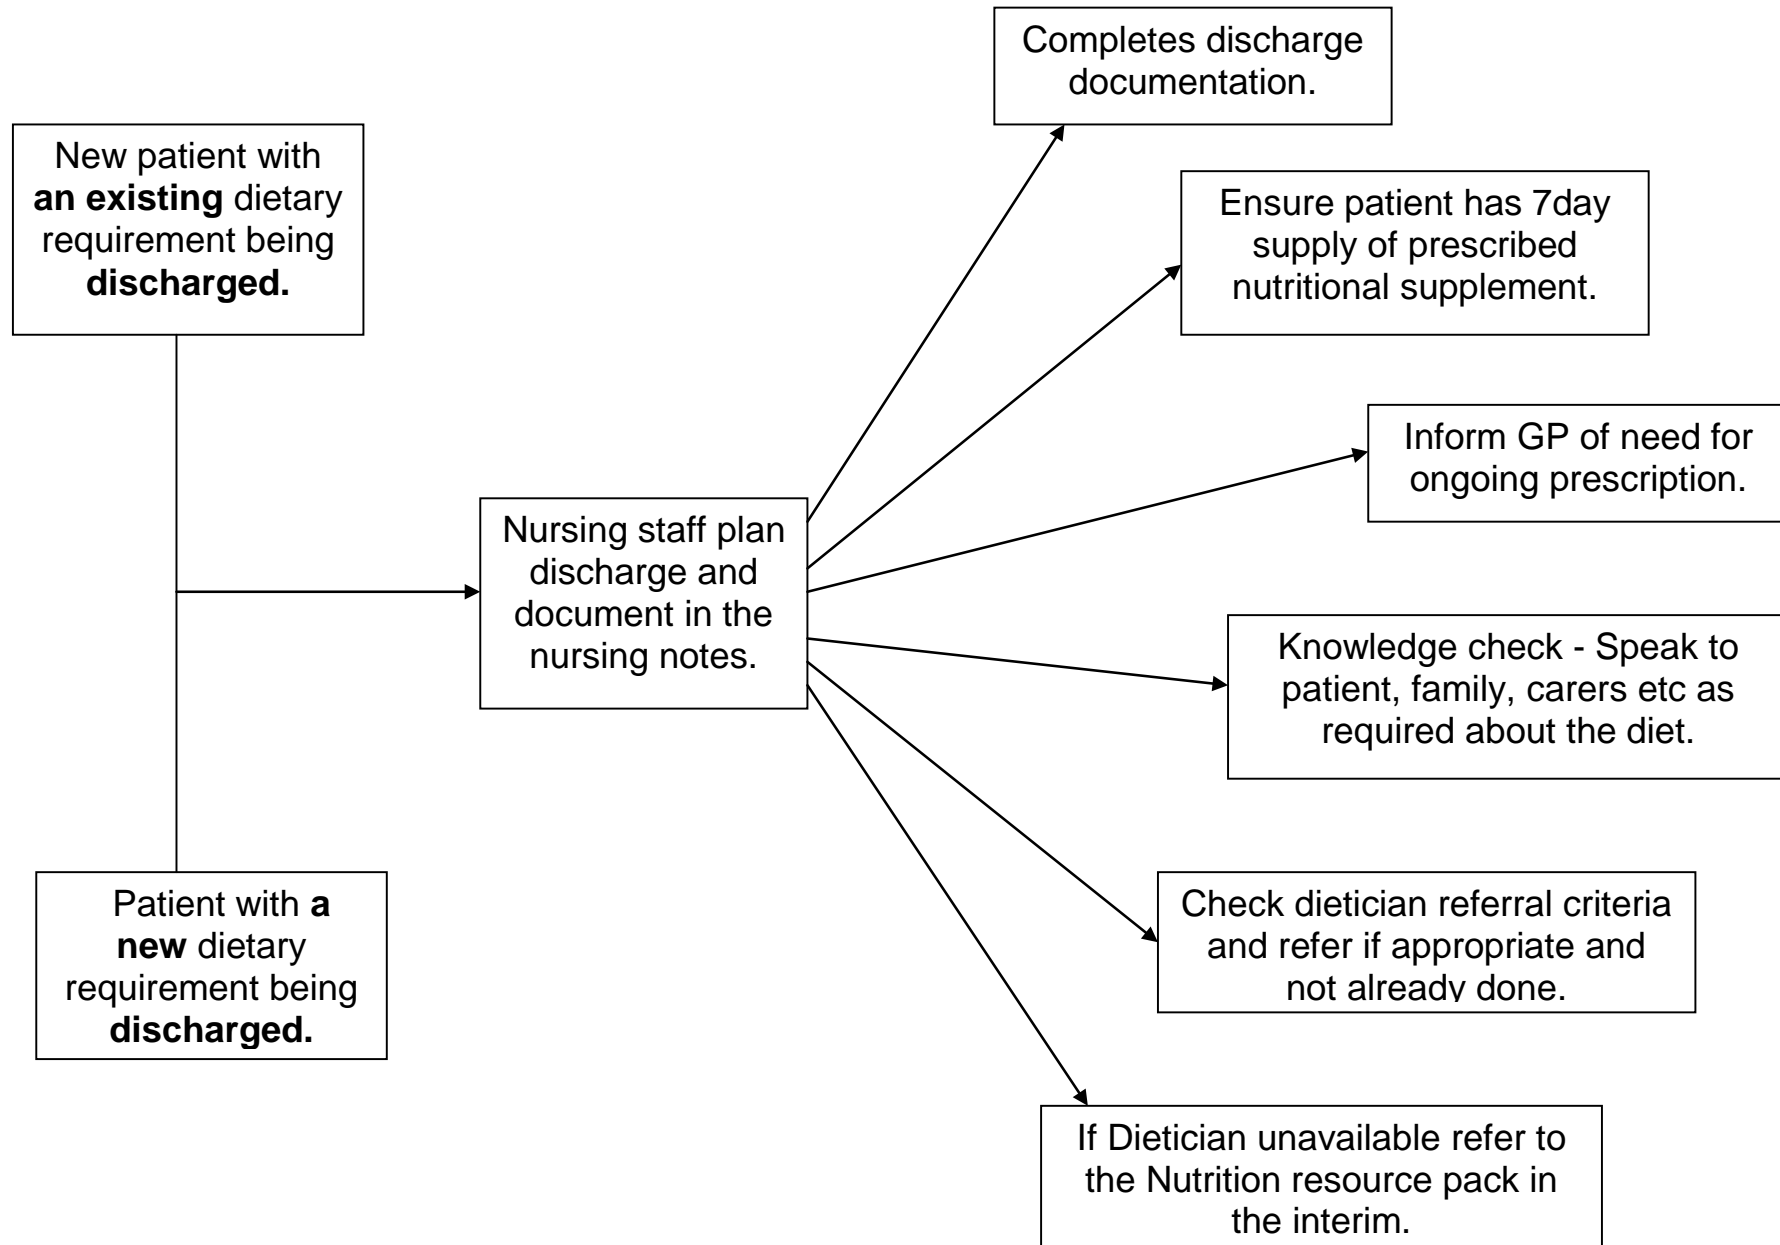 Completes discharge
documentation.
New patient with
an existing dietary
requirement being
discharged.
Ensure patient has 7day
supply of prescribed
nutritional supplement.
Inform GP of need for
ongoing prescription.
Nursing staff plan
discharge and
document in the
nursing notes.
Knowledge check - Speak to
patient, family, carers etc as
required about the diet.
Patient with a
new dietary
requirement being
discharged.
Check dietician referral criteria
and refer if appropriate and
not already done.
If Dietician unavailable refer to
the Nutrition resource pack in
the interim.